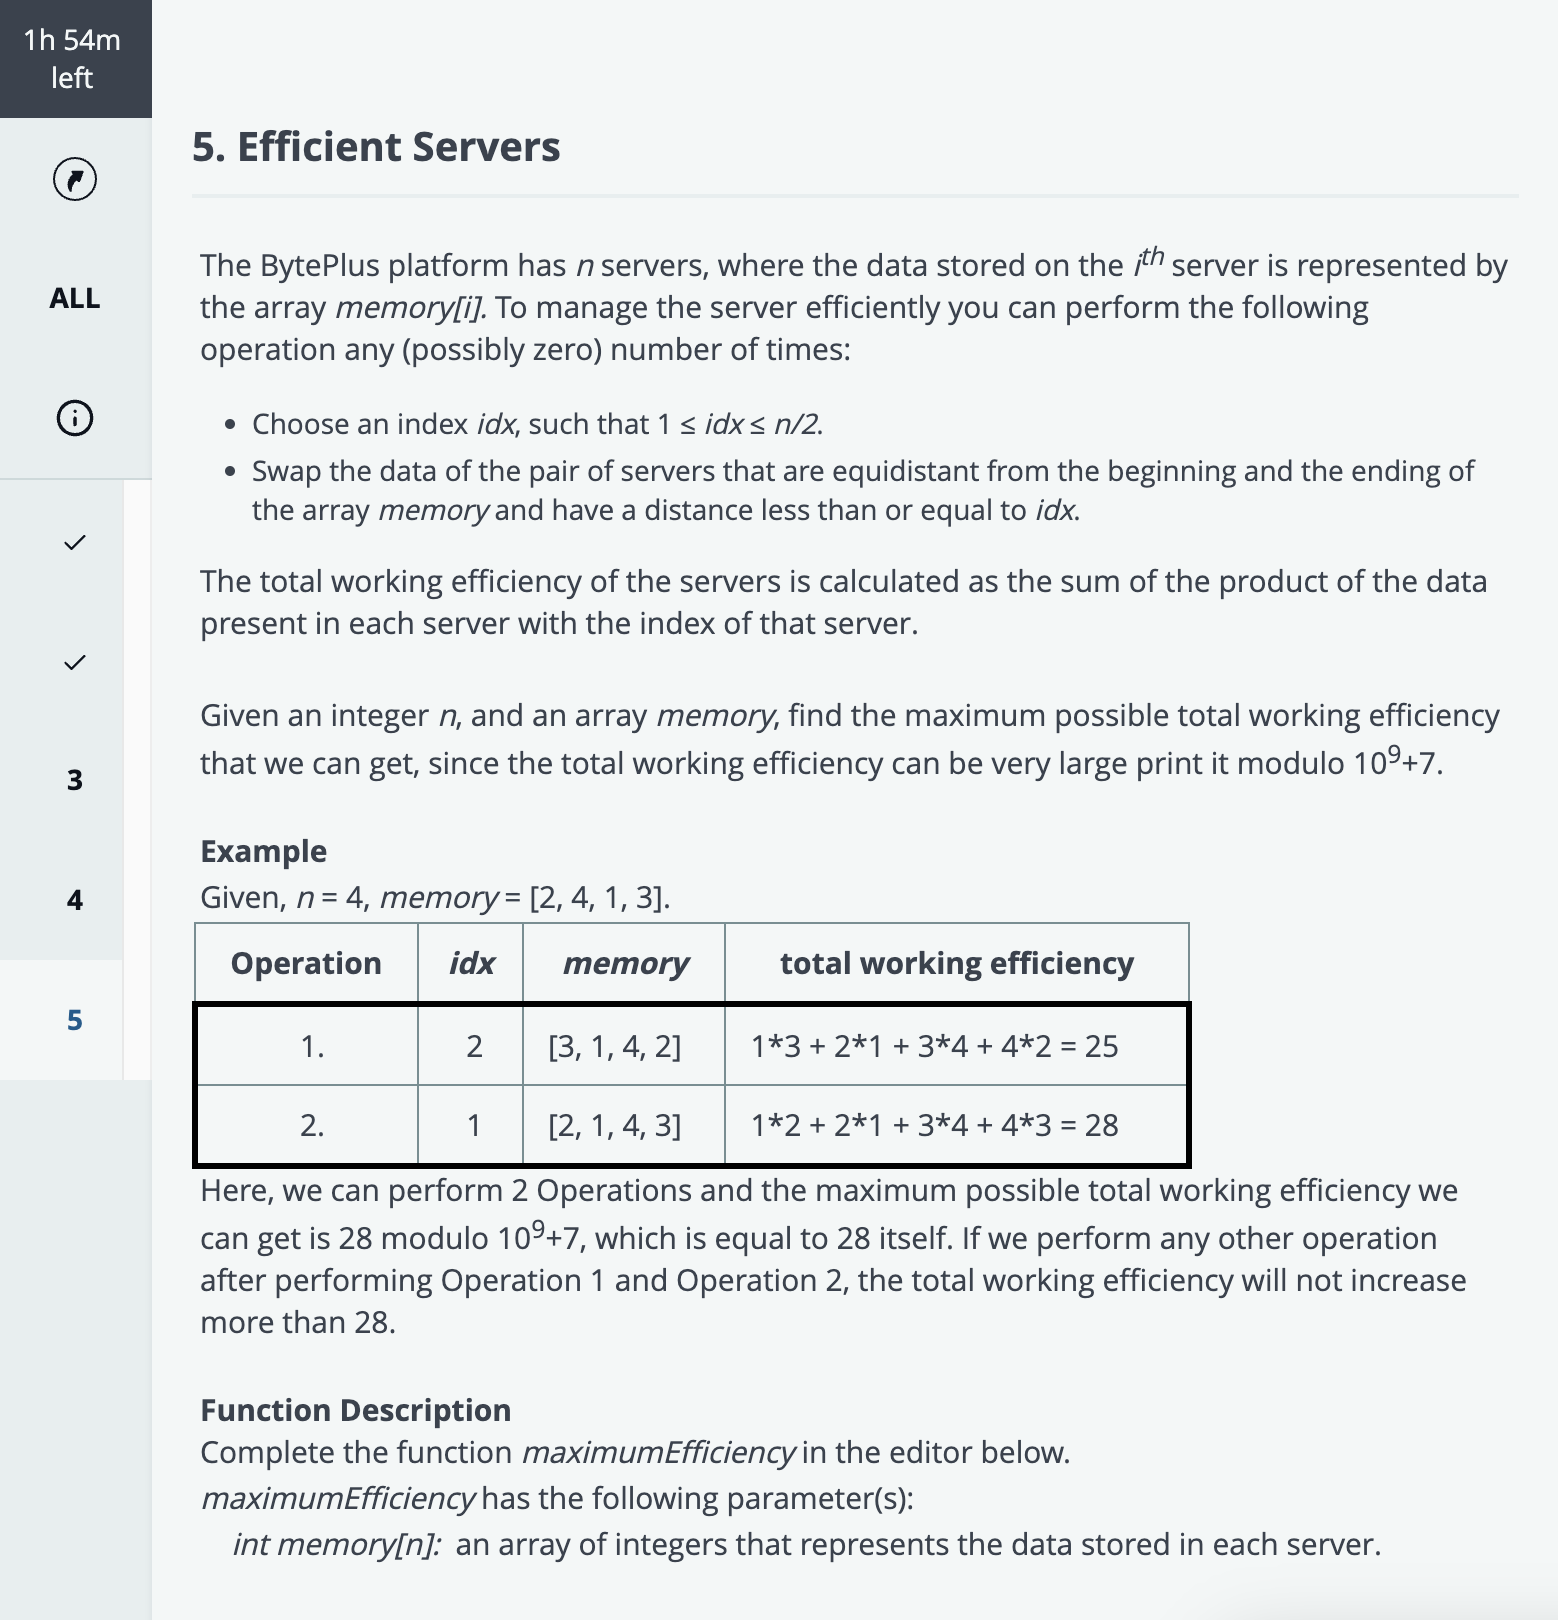 1h 54m
left
ALL
3
4
5
5. Efficient Servers
The BytePlus platform has n servers, where the data stored on the ith server is represented by
the array memory[i]. To manage the server efficiently you can perform the following
operation any (possibly zero) number of times:
• Choose an index idx, such that 1 ≤ idx ≤ n/2.
• Swap the data of the pair of servers that are equidistant from the beginning and the ending of
the array memory and have a distance less than or equal to idx.
The total working efficiency of the servers is calculated as the sum of the product of the data
present in each server with the index of that server.
Given an integer n, and an array memory, find the maximum possible total working efficiency
that we can get, since the total working efficiency can be very large print it modulo 10⁹+7.
Example
Given, n = 4, memory = [2, 4, 1, 3].
Operation idx memory total working efficiency
1. 2 [3, 1, 4, 2] 1*3 + 2*1 + 3*4 + 4*2 = 25
2. 1 [2, 1, 4, 3] 1*2 + 2*1 + 3*4 + 4*3 = 28
Here, we can perform 2 Operations and the maximum possible total working efficiency we
can get is 28 modulo 10⁹+7, which is equal to 28 itself. If we perform any other operation
after performing Operation 1 and Operation 2, the total working efficiency will not increase
more than 28.
Function Description
Complete the function maximumEfficiency in the editor below.
maximumEfficiency has the following parameter(s):
int memory[n]: an array of integers that represents the data stored in each server.